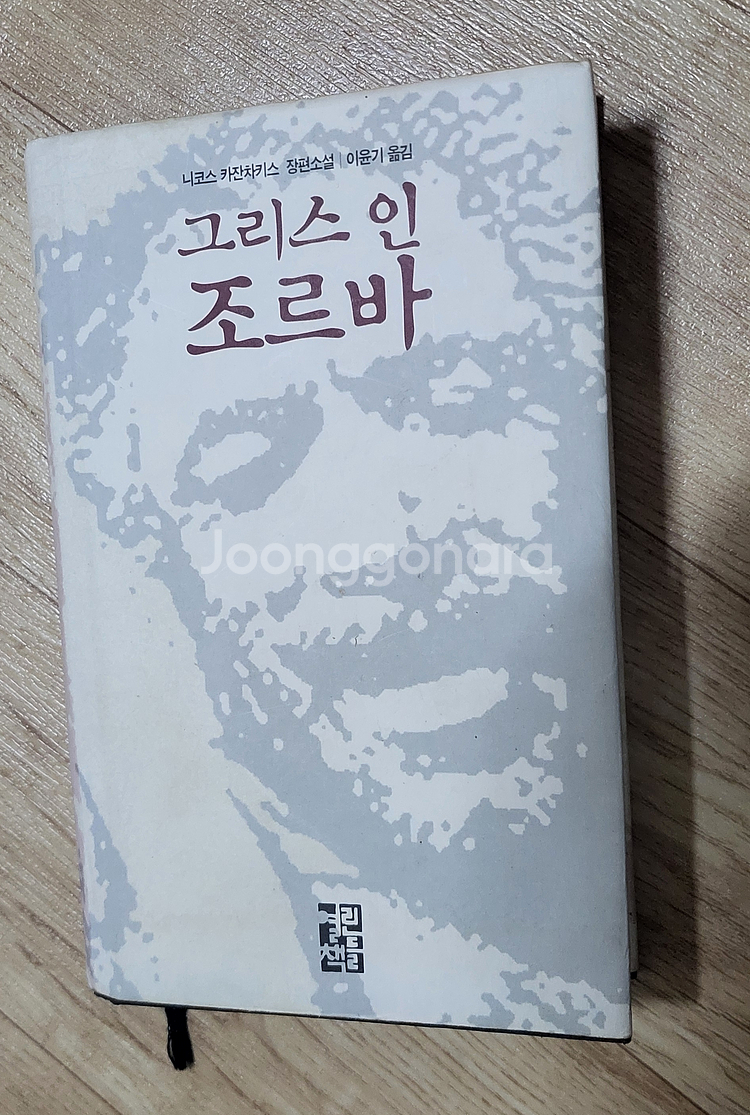 니코스 카잔차키스 장편소설 | 이윤기 옮김
그리스 인
조르바
Joonggonara
열린
책들